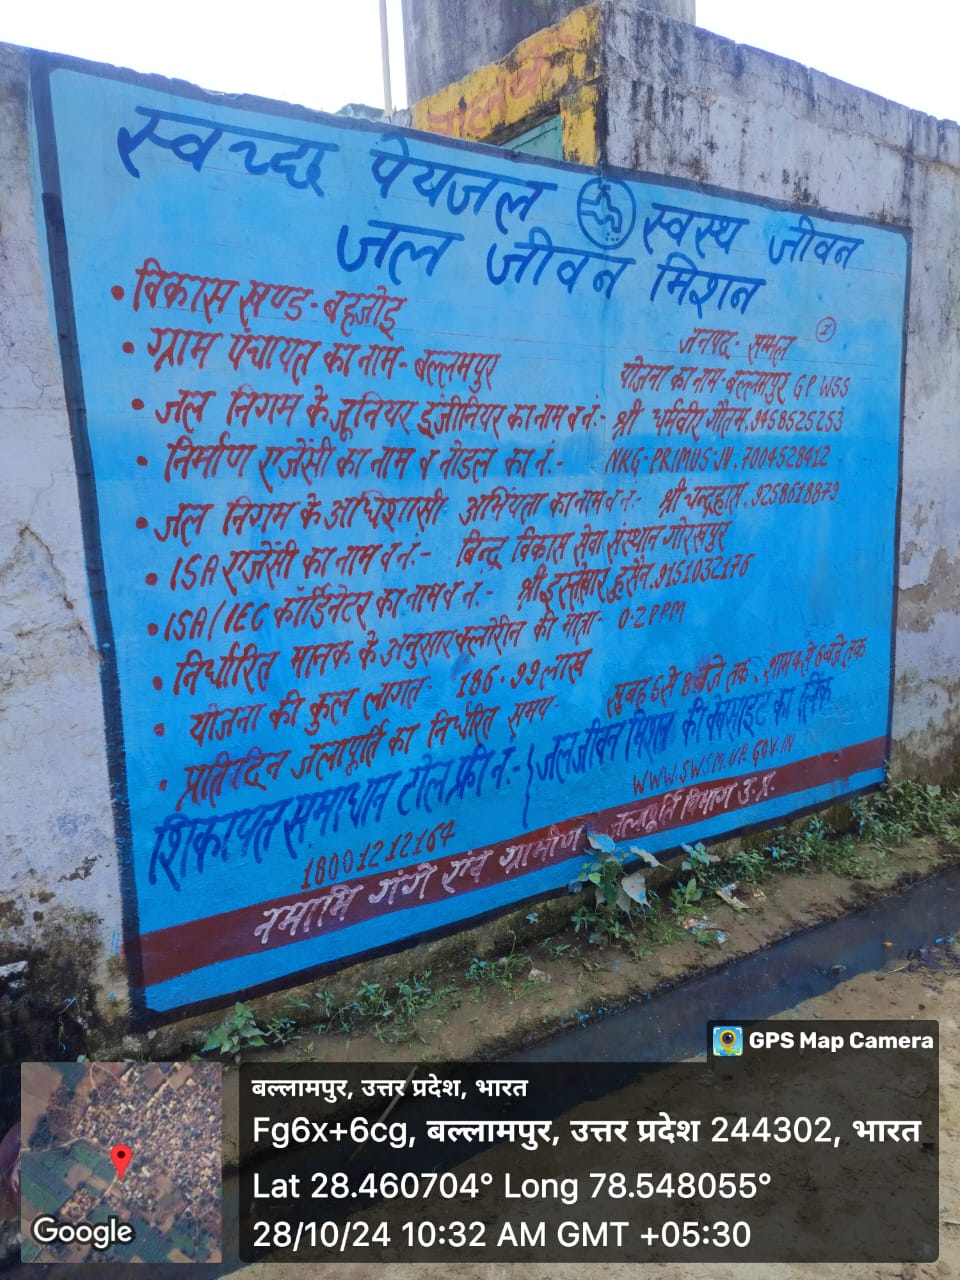 स्वच्छ पेयजल स्वस्थ जीवन
जल जीवन मिशन
• विकास खण्ड - बहजोई
जनपद - सम्भल
• ग्राम पंचायत का नाम - बल्लमपुर
योजना का नाम - बल्लमपुर GP WSS
• जल निगम के जूनियर इंजीनियर का नाम व नं:- श्री धर्मवीर गौतम. 9458525253
• निर्माण एजेंसी का नाम व नोडल का नं.- NKG-PRIMUS-JV. 7004528412
• जल निगम के अधिशासी अभियंता का नाम व नं:- श्री चन्द्रहास. 9258618879
• ISA एजेंसी का नाम व नं:- बिन्द्र विकास सेवा संस्थान गोरखपुर
• ISA/IEC कॉर्डिनेटर का नाम व नं.- श्री हुसैन. 9151032176
• निर्धारित मानक के अनुसार क्लोरीन की मात्रा- 0.2 PPM
• योजना की कुल लागत- 186.99 लाख
• प्रतिदिन जलापूर्ति का निर्धरित समय- सुबह 6 से 8 बजे तक, शाम 4 से 6 बजे तक
शिकायत समाधान टोल फ्री नं:-
18001212164
जल जीवन मिशन की वेबसाइट का
WWW.SWSM.UP.GOV.IN
नमामि गंगे एवं ग्रामीण जलापूर्ति विभाग उ.प्र.
GPS Map Camera
बल्लामपुर, उत्तर प्रदेश, भारत
Fg6x+6cg, बल्लामपुर, उत्तर प्रदेश 244302, भारत
Lat 28.460704° Long 78.548055°
28/10/24 10:32 AM GMT +05:30
Google